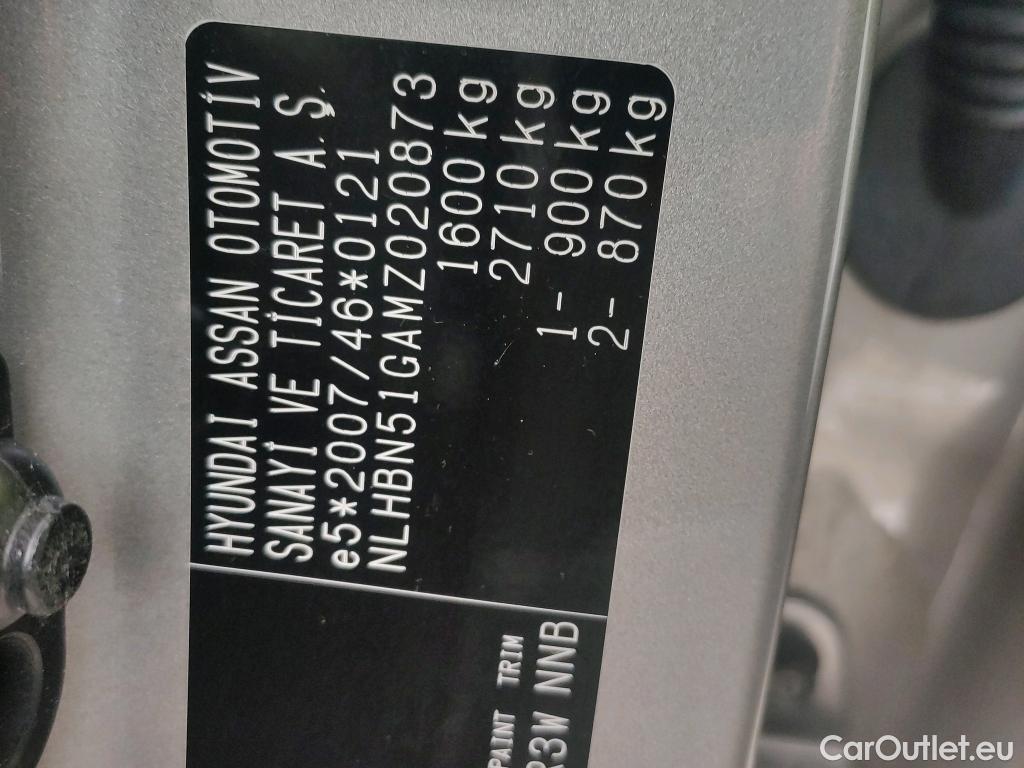 HYUNDAI ASSAN OTOMOTİV
SANAYİ VE TİCARET A.Ş.
e5*2007/46*0121
NLHBN51GAMZ020873
1600 kg
2710 kg
1- 900 kg
2- 870 kg
PAINT TRIM
R3W NNB
CarOutlet.eu